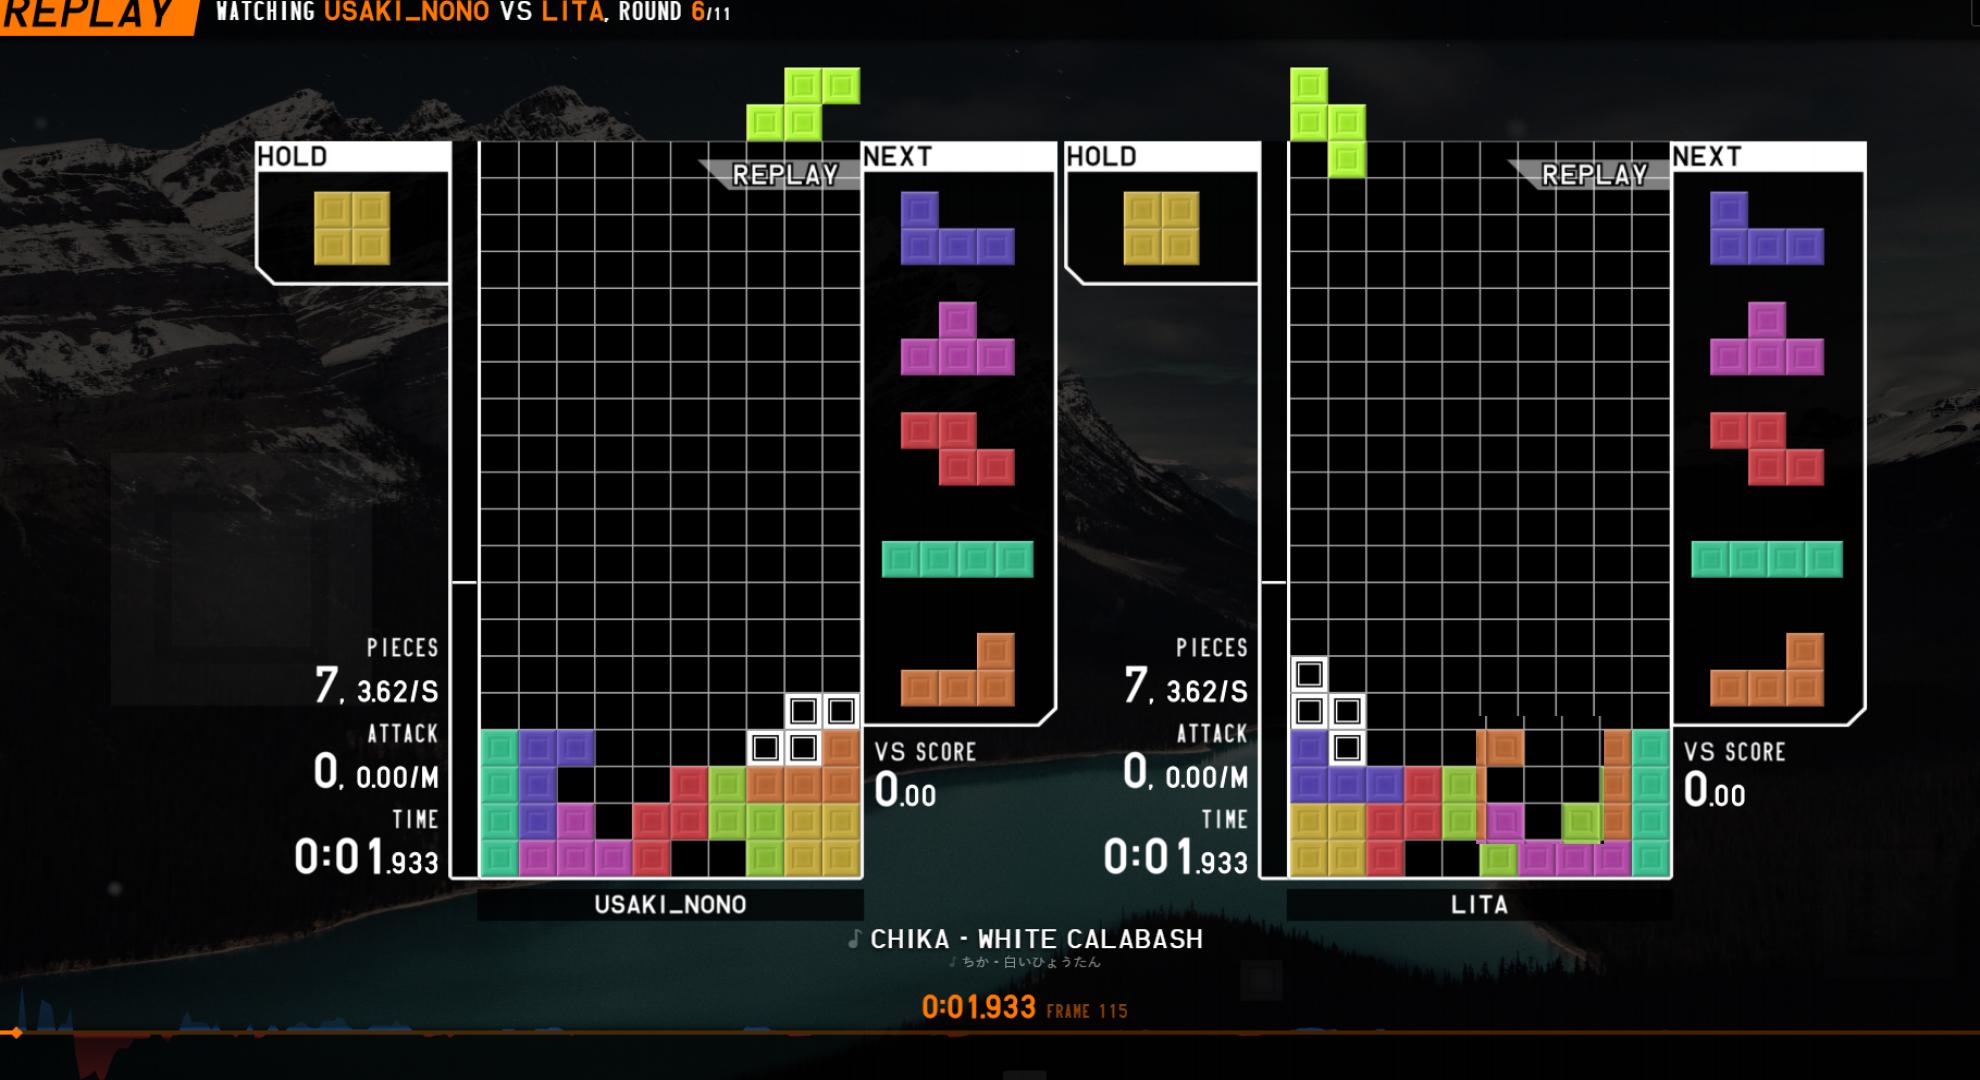 REPLAY
WATCHING USAKI_NONO VS LITA, ROUND 6/11
HOLD
REPLAY
NEXT
PIECES
7, 3.62/S
ATTACK
0, 0.00/M
TIME
0:01.933
VS SCORE
0.00
USAKI_NONO
HOLD
REPLAY
NEXT
PIECES
7, 3.62/S
ATTACK
0, 0.00/M
TIME
0:01.933
VS SCORE
0.00
LITA
♪ CHIKA - WHITE CALABASH
♪ ちか - 白いひょうたん
0:01.933 FRAME 115